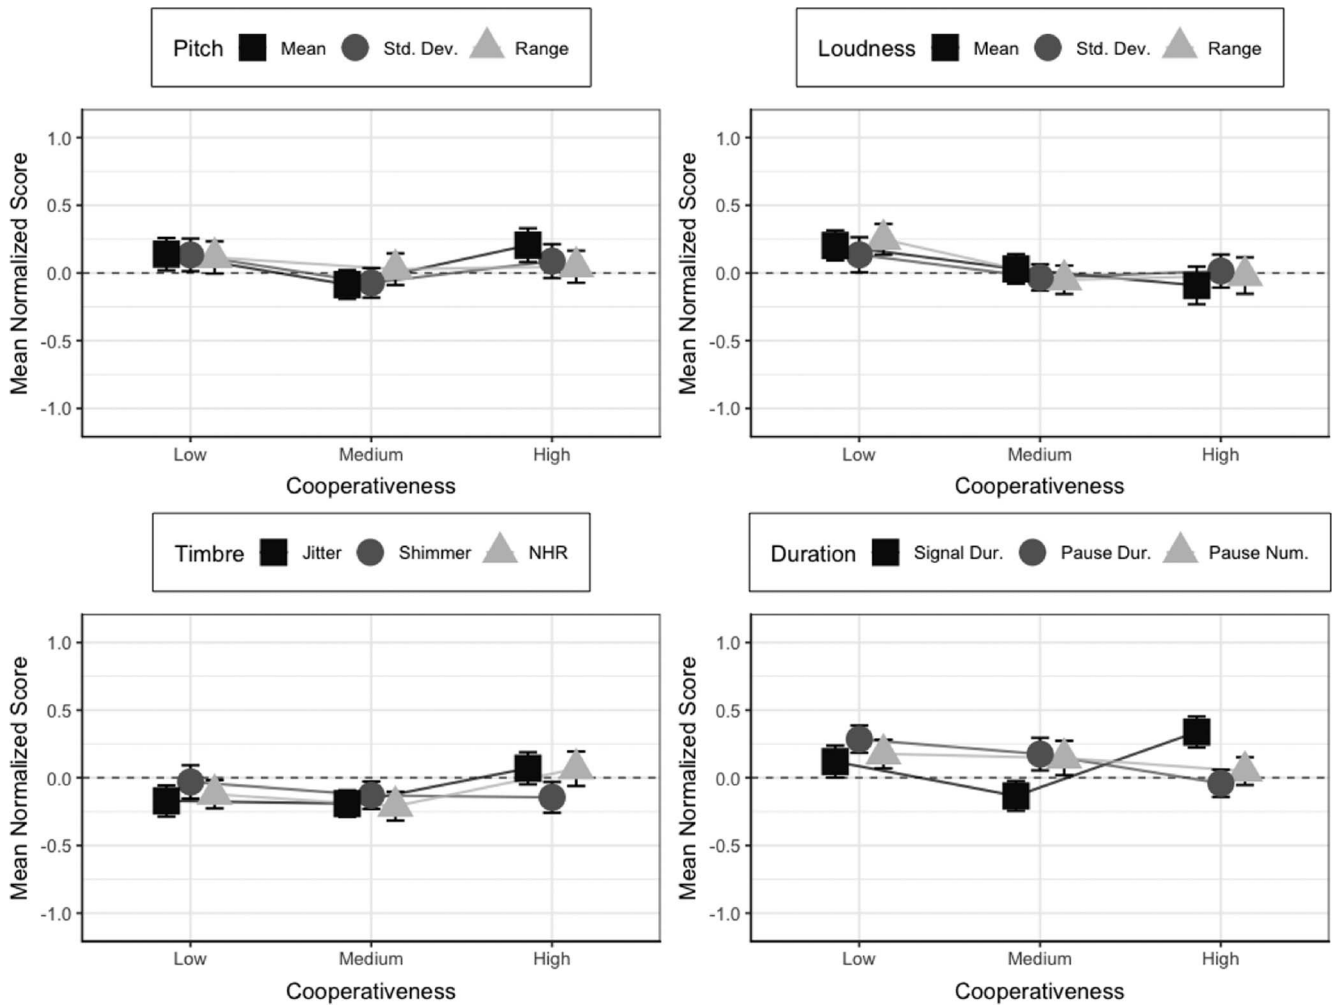 Pitch Mean Std. Dev. Range
Mean Normalized Score
1.0
0.5
0.0
-0.5
-1.0
Low Medium High
Cooperativeness
Loudness Mean Std. Dev. Range
Mean Normalized Score
1.0
0.5
0.0
-0.5
-1.0
Low Medium High
Cooperativeness
Timbre Jitter Shimmer NHR
Mean Normalized Score
1.0
0.5
0.0
-0.5
-1.0
Low Medium High
Cooperativeness
Duration Signal Dur. Pause Dur. Pause Num.
Mean Normalized Score
1.0
0.5
0.0
-0.5
-1.0
Low Medium High
Cooperativeness